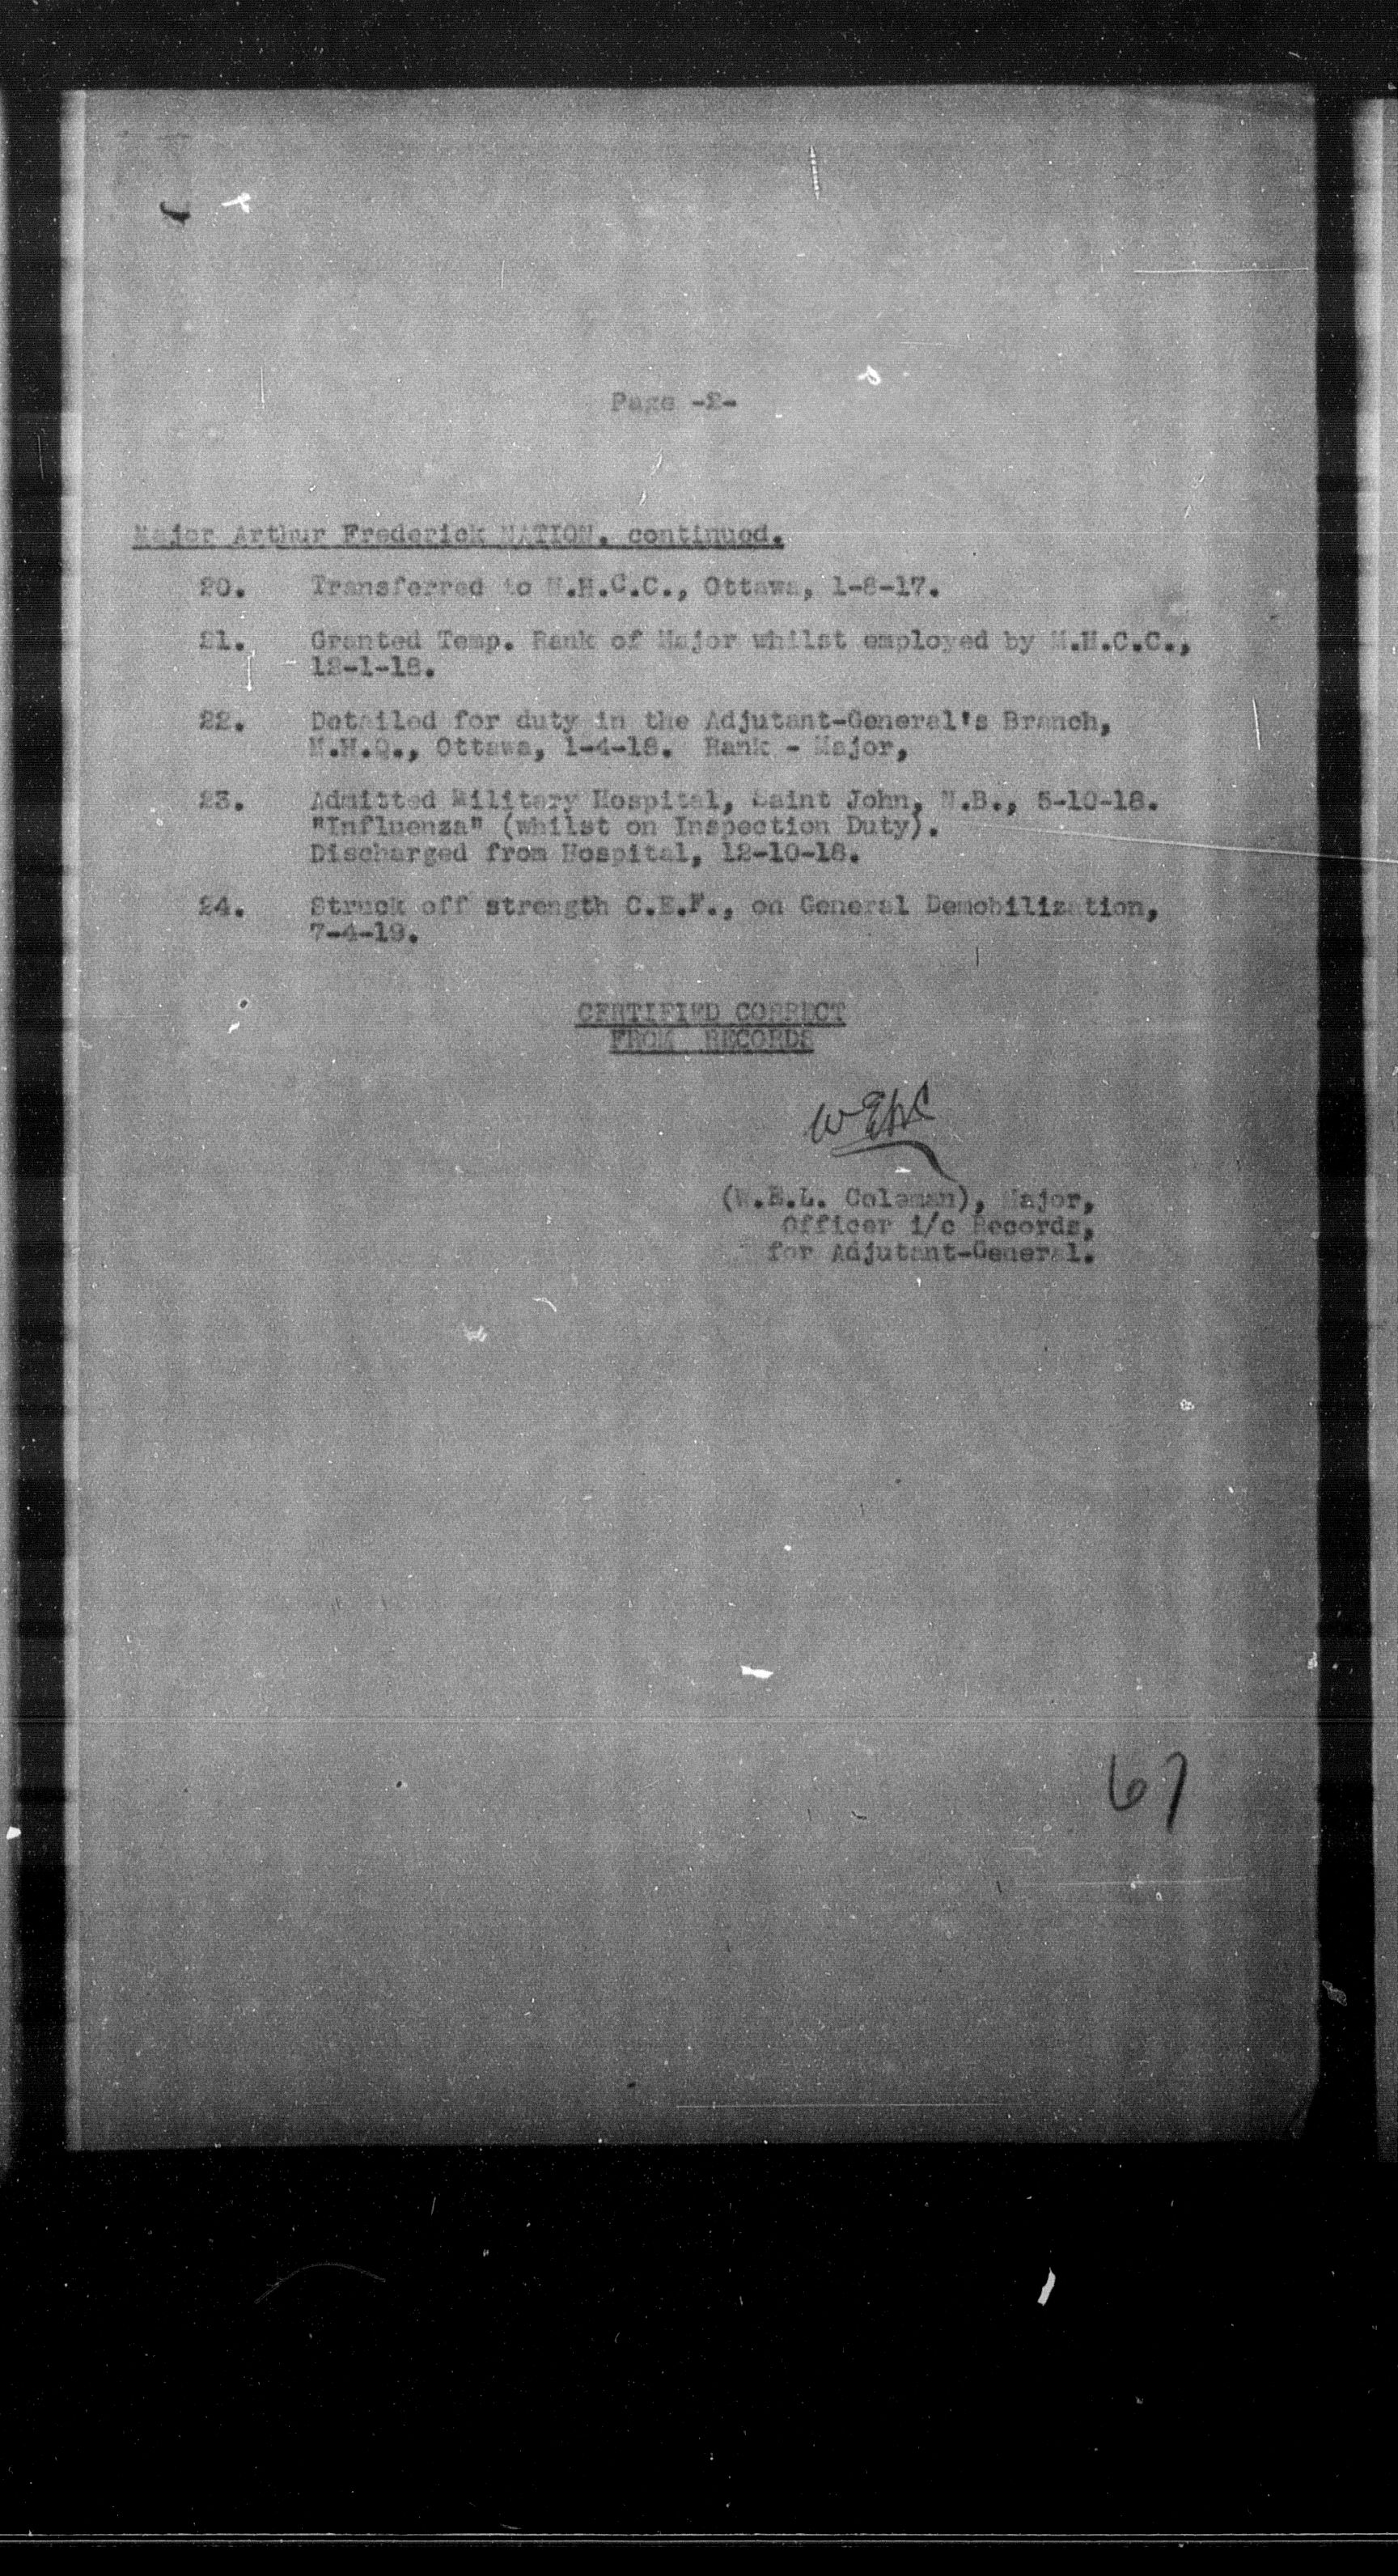 Page -2-
Major Arthur Frederick NATION. continued.
20. Transferred to M.H.C.C., Ottawa, 1-8-17.
21. Granted Temp. Rank of Major whilst employed by M.H.C.C.,
12-1-18.
22. Detailed for duty in the Adjutant-General's Branch,
M.H.Q., Ottawa, 1-4-18. Rank - Major,
23. Admitted Military Hospital, Saint John, N.B., 5-10-18.
"Influenza" (whilst on Inspection Duty).
Discharged from Hospital, 12-10-18.
24. Struck off strength C.E.F., on General Demobilization,
7-4-19.
CERTIFIED CORRECT
FROM RECORDS
(W.E.L. Coleman), Major,
Officer i/c Records,
for Adjutant-General.
67